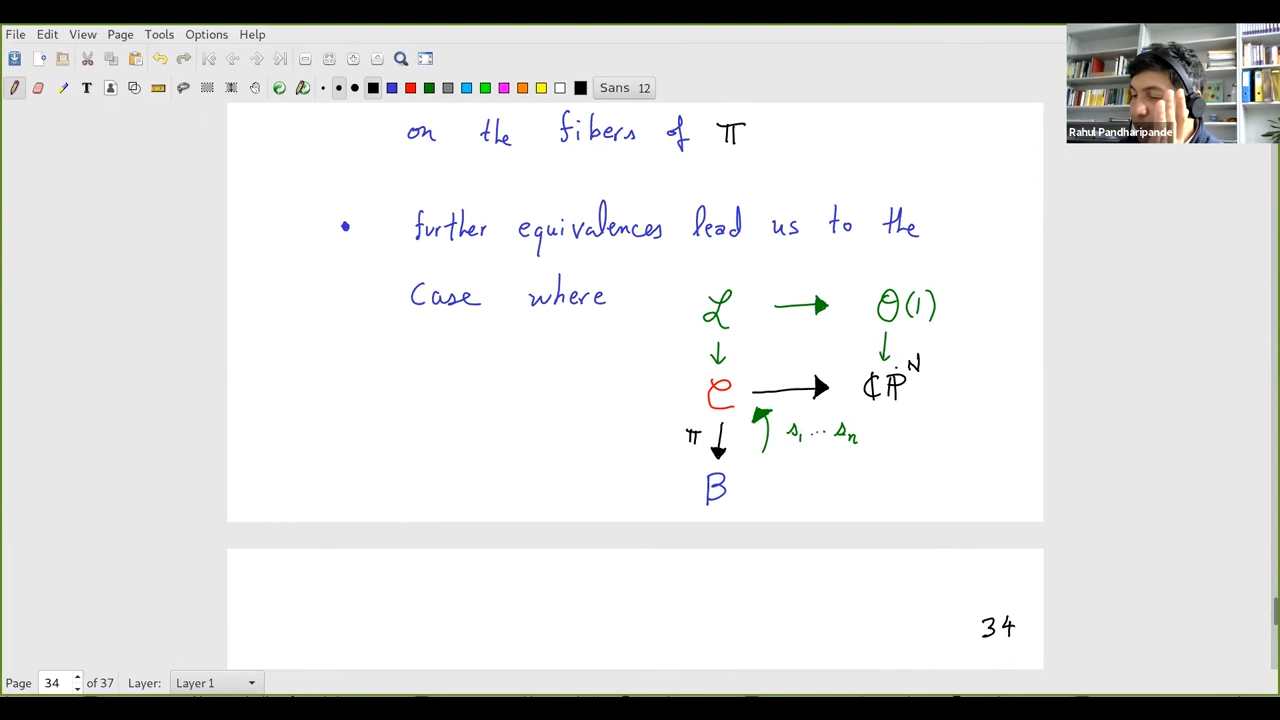 File Edit View Page Tools Options Help
Sans 12
Rahul Pandharipande
on the fibers of π
• further equivalences lead us to the
case where ℒ → O(1)
↓ ↓
𝒞 → ℂℙᴺ
π ↓ s₁ ... sₙ
B
34
Page 34 of 37 Layer: Layer 1